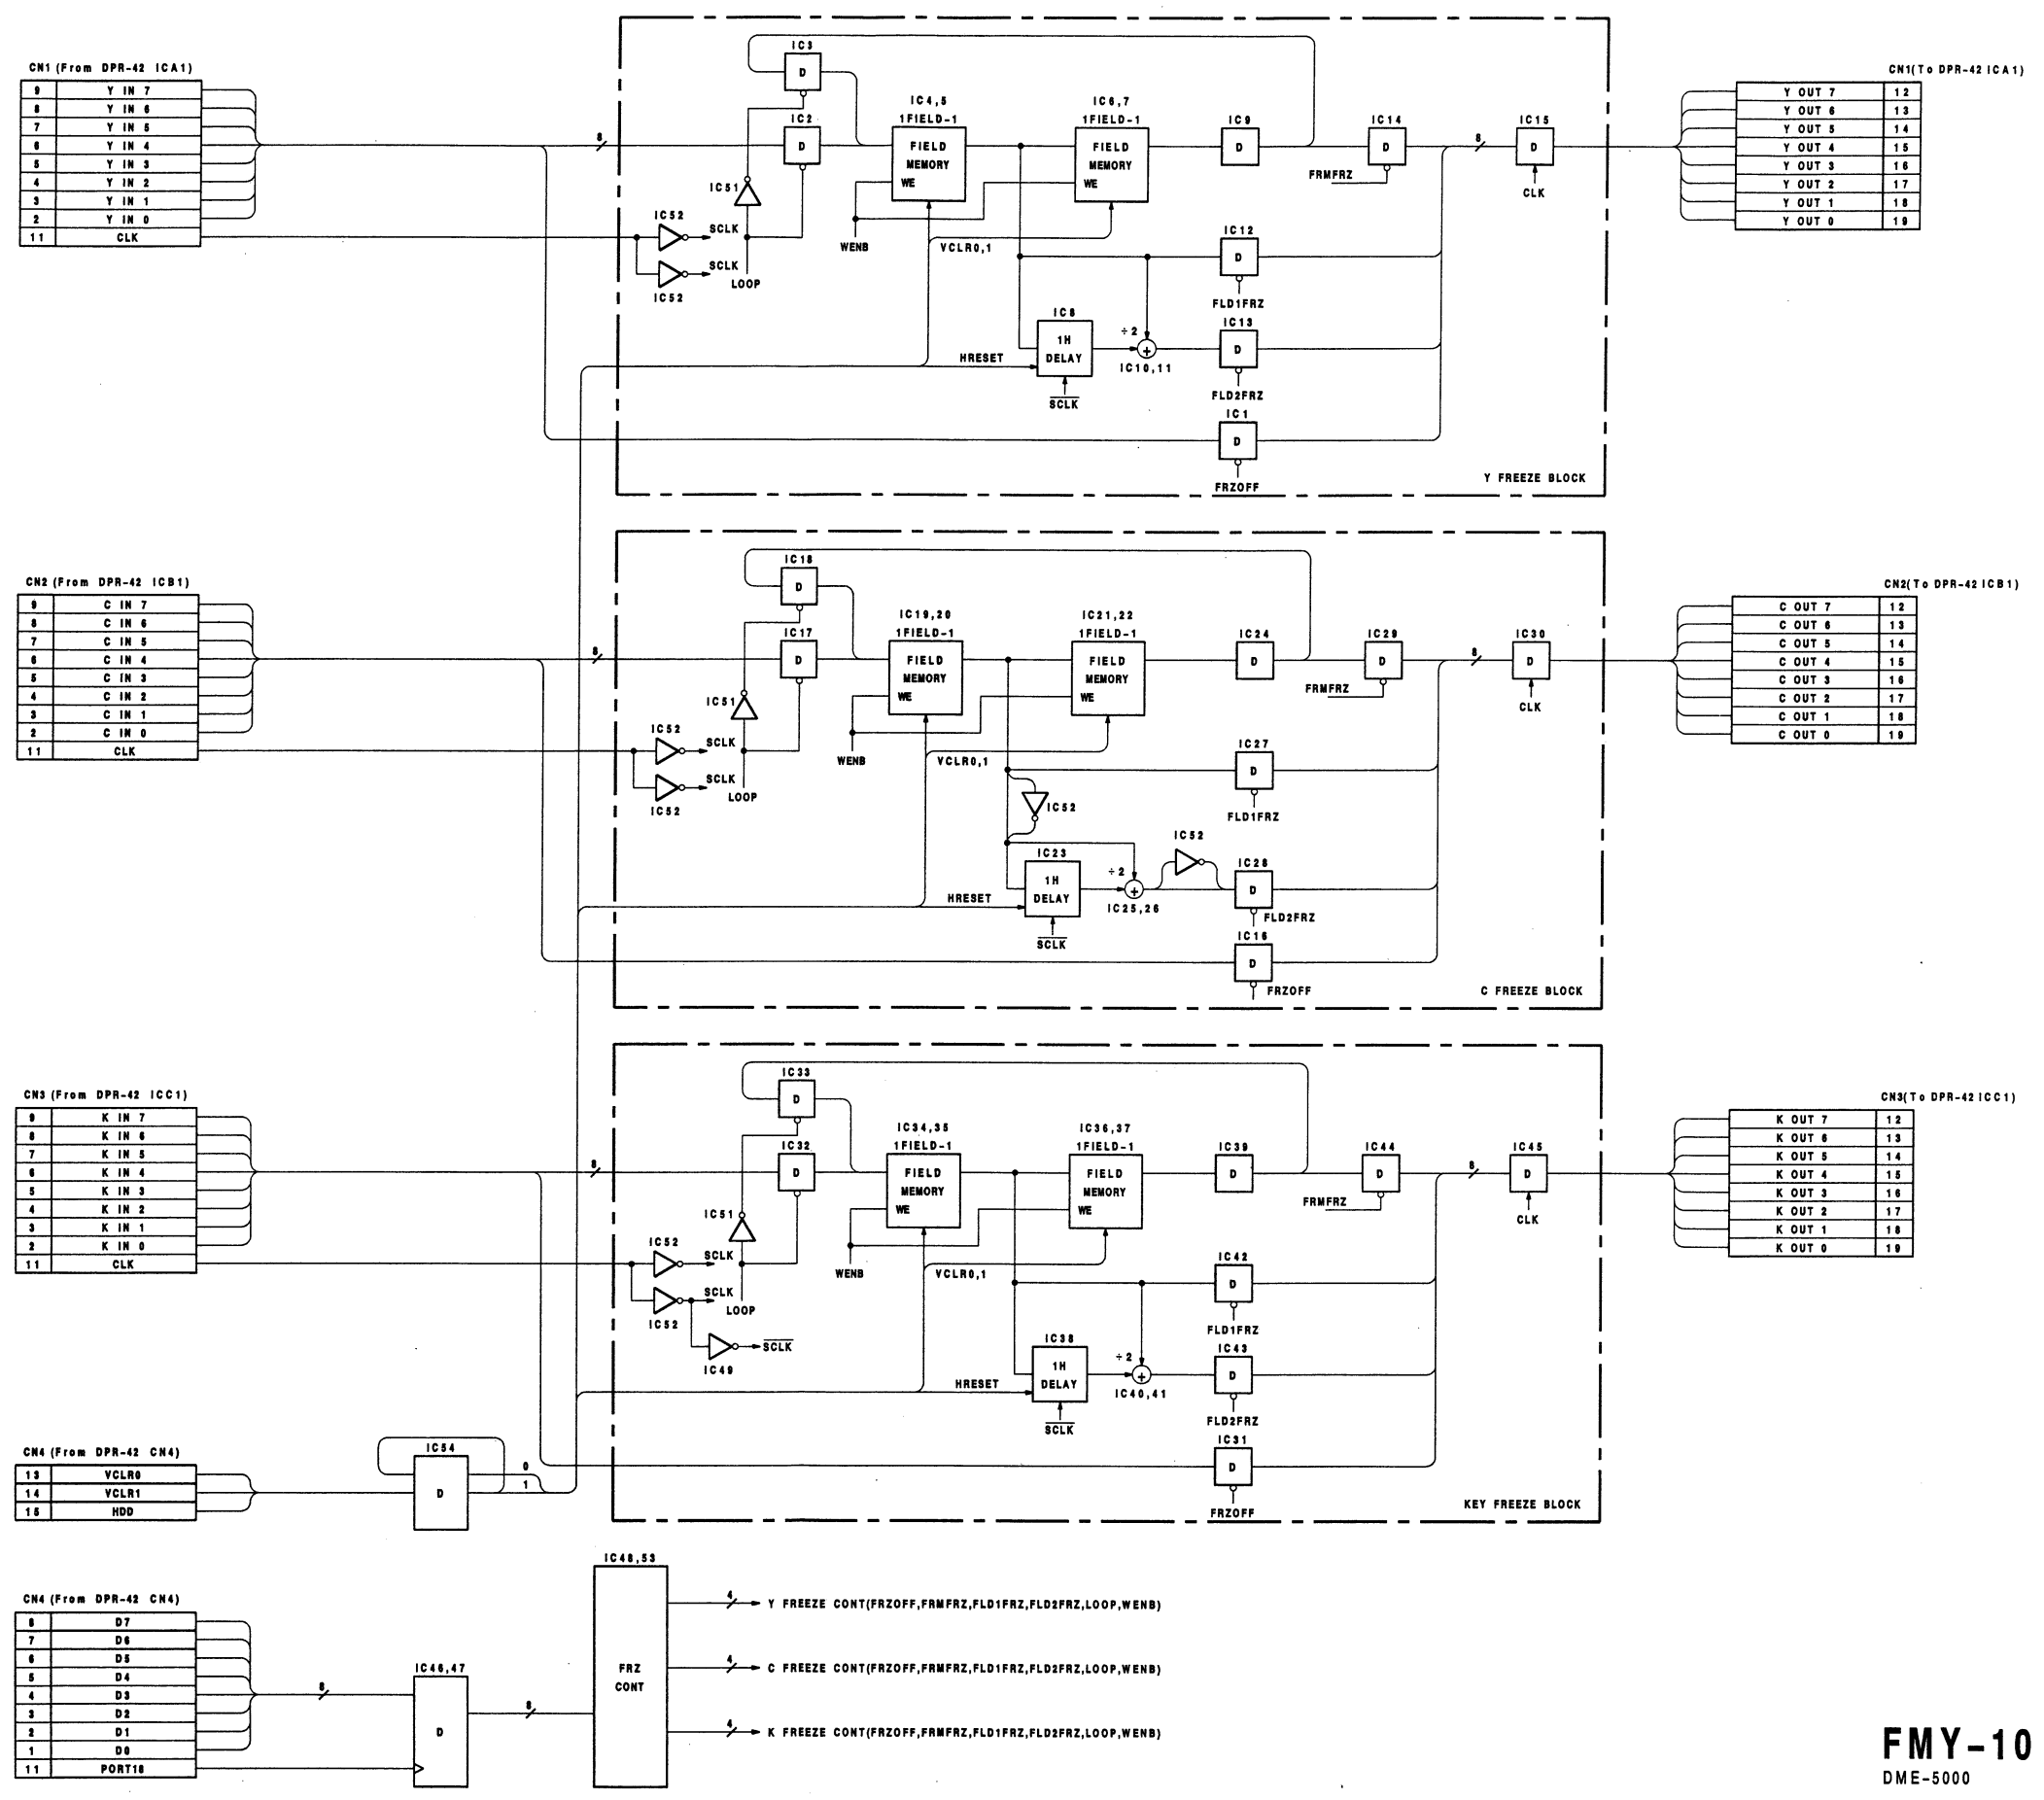 CN1 (From DPR-42 ICA1)
9 Y IN 7
8 Y IN 6
7 Y IN 5
6 Y IN 4
5 Y IN 3
4 Y IN 2
3 Y IN 1
2 Y IN 0
11 CLK
IC3
D
IC2
D
IC51
IC52
SCLK
SCLK
IC52
LOOP
8
IC4,5
1FIELD-1
FIELD
MEMORY
WE
WENB
VCLR0,1
IC6,7
1FIELD-1
FIELD
MEMORY
WE
IC9
D
IC14
D
FRMFRZ
8
IC15
D
CLK
IC12
D
FLD1FRZ
IC8
1H
DELAY
HRESET
SCLK
÷2
IC10,11
IC13
D
FLD2FRZ
IC1
D
FRZOFF
Y FREEZE BLOCK
CN1(To DPR-42 ICA1)
Y OUT 7 12
Y OUT 6 13
Y OUT 5 14
Y OUT 4 15
Y OUT 3 16
Y OUT 2 17
Y OUT 1 18
Y OUT 0 19
CN2 (From DPR-42 ICB1)
9 C IN 7
8 C IN 6
7 C IN 5
6 C IN 4
5 C IN 3
4 C IN 2
3 C IN 1
2 C IN 0
11 CLK
IC18
D
IC17
D
IC51
IC52
SCLK
SCLK
IC52
LOOP
8
IC19,20
1FIELD-1
FIELD
MEMORY
WE
WENB
VCLR0,1
IC21,22
1FIELD-1
FIELD
MEMORY
WE
IC24
D
IC29
D
FRMFRZ
8
IC30
D
CLK
IC27
D
FLD1FRZ
IC52
IC23
1H
DELAY
HRESET
SCLK
÷2
IC25,26
IC52
IC28
D
FLD2FRZ
IC16
D
FRZOFF
C FREEZE BLOCK
CN2(To DPR-42 ICB1)
C OUT 7 12
C OUT 6 13
C OUT 5 14
C OUT 4 15
C OUT 3 16
C OUT 2 17
C OUT 1 18
C OUT 0 19
CN3 (From DPR-42 ICC1)
9 K IN 7
8 K IN 6
7 K IN 5
6 K IN 4
5 K IN 3
4 K IN 2
3 K IN 1
2 K IN 0
11 CLK
IC33
D
IC32
D
IC51
IC52
SCLK
SCLK
IC52
LOOP
IC49
SCLK
8
IC34,35
1FIELD-1
FIELD
MEMORY
WE
WENB
VCLR0,1
IC36,37
1FIELD-1
FIELD
MEMORY
WE
IC39
D
IC44
D
FRMFRZ
8
IC45
D
CLK
IC42
D
FLD1FRZ
IC38
1H
DELAY
HRESET
SCLK
÷2
IC40,41
IC43
D
FLD2FRZ
IC31
D
FRZOFF
KEY FREEZE BLOCK
CN3(To DPR-42 ICC1)
K OUT 7 12
K OUT 6 13
K OUT 5 14
K OUT 4 15
K OUT 3 16
K OUT 2 17
K OUT 1 18
K OUT 0 19
CN4 (From DPR-42 CN4)
13 VCLR0
14 VCLR1
15 HDD
IC54
D
0
1
CN4 (From DPR-42 CN4)
8 D7
7 D6
6 D5
5 D4
4 D3
3 D2
2 D1
1 D0
11 PORT18
8
IC46,47
D
8
IC48,53
FRZ
CONT
4
Y FREEZE CONT(FRZOFF,FRMFRZ,FLD1FRZ,FLD2FRZ,LOOP,WENB)
4
C FREEZE CONT(FRZOFF,FRMFRZ,FLD1FRZ,FLD2FRZ,LOOP,WENB)
4
K FREEZE CONT(FRZOFF,FRMFRZ,FLD1FRZ,FLD2FRZ,LOOP,WENB)
FMY-10
DME-5000